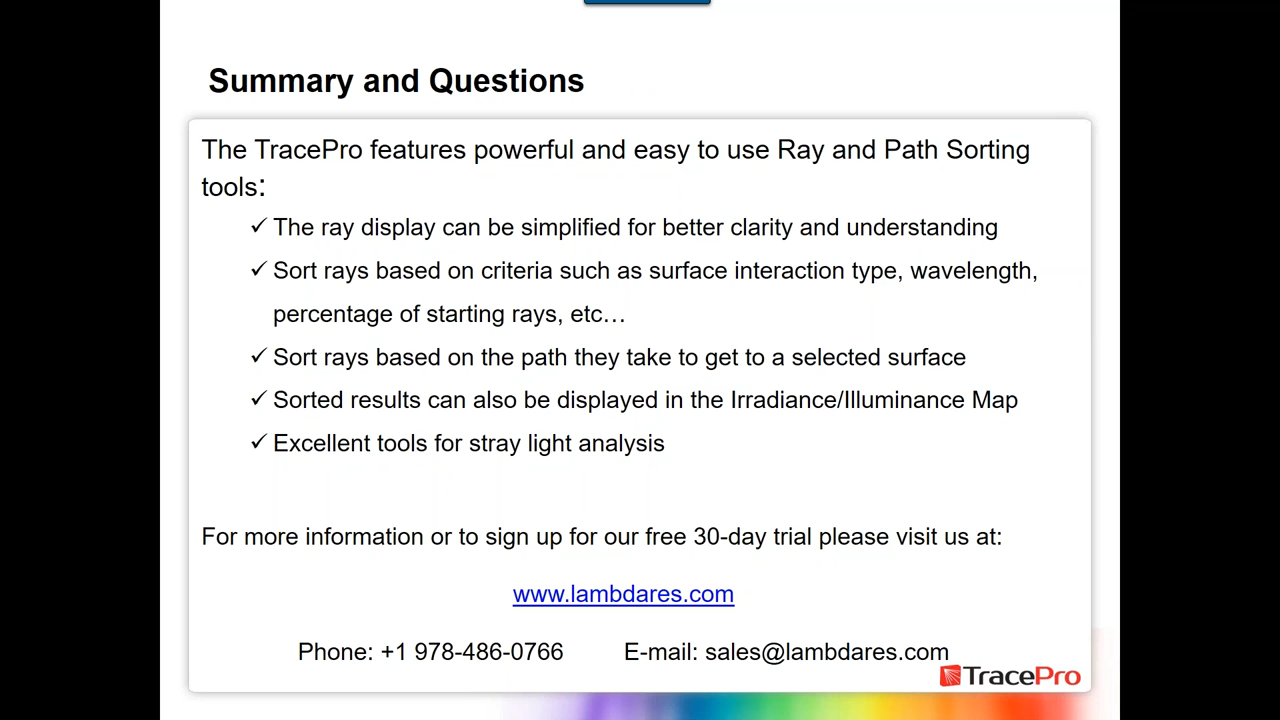 Summary and Questions
The TracePro features powerful and easy to use Ray and Path Sorting
tools:
✓ The ray display can be simplified for better clarity and understanding
✓ Sort rays based on criteria such as surface interaction type, wavelength,
percentage of starting rays, etc…
✓ Sort rays based on the path they take to get to a selected surface
✓ Sorted results can also be displayed in the Irradiance/Illuminance Map
✓ Excellent tools for stray light analysis
For more information or to sign up for our free 30-day trial please visit us at:
www.lambdares.com
Phone: +1 978-486-0766 E-mail: sales@lambdares.com
TracePro